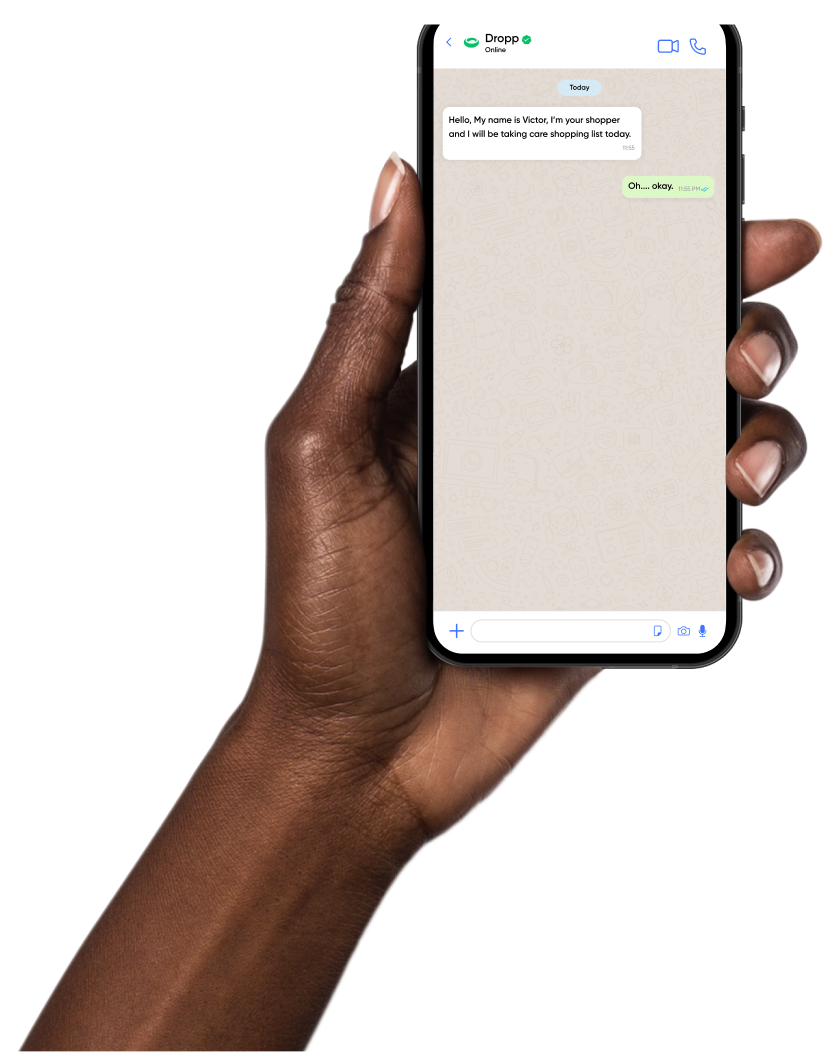 Dropp
Online
Today
Hello, My name is Victor, I'm your shopper
and I will be taking care shopping list today.
11:55
Oh.... okay. 11:55 PM